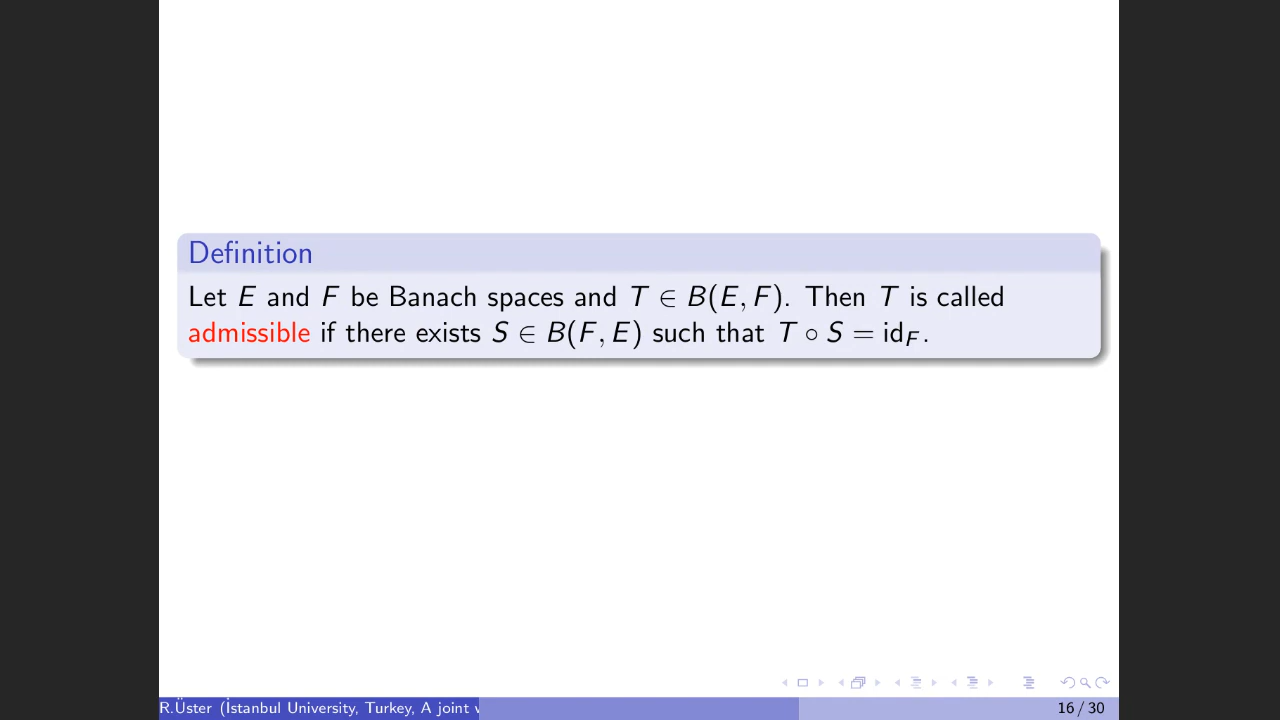 Definition
Let E and F be Banach spaces and T ∈ B(E, F). Then T is called
admissible if there exists S ∈ B(F, E) such that T ∘ S = id_F.
R.Üster (İstanbul University, Turkey, A joint
16 / 30